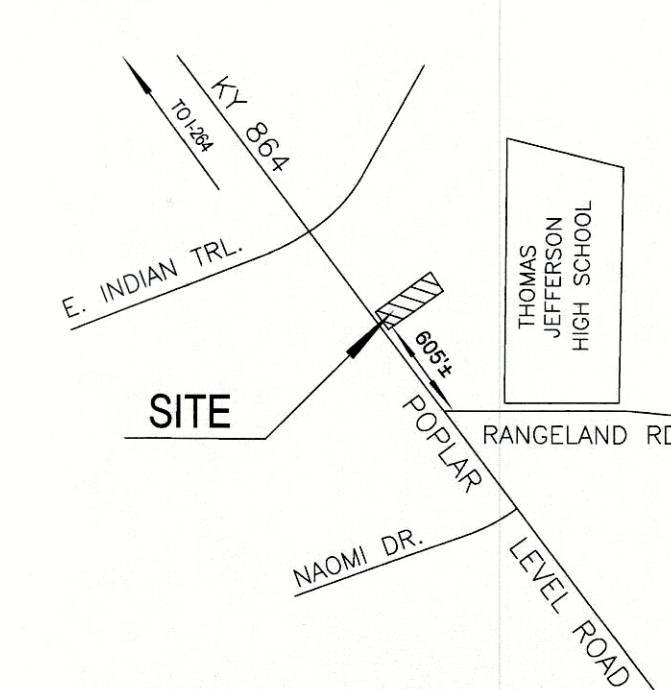 KY 864
TO I-264
E. INDIAN TRL.
THOMAS
JEFFERSON
HIGH SCHOOL
605'±
SITE
POPLAR
RANGELAND RD
NAOMI DR.
LEVEL ROAD